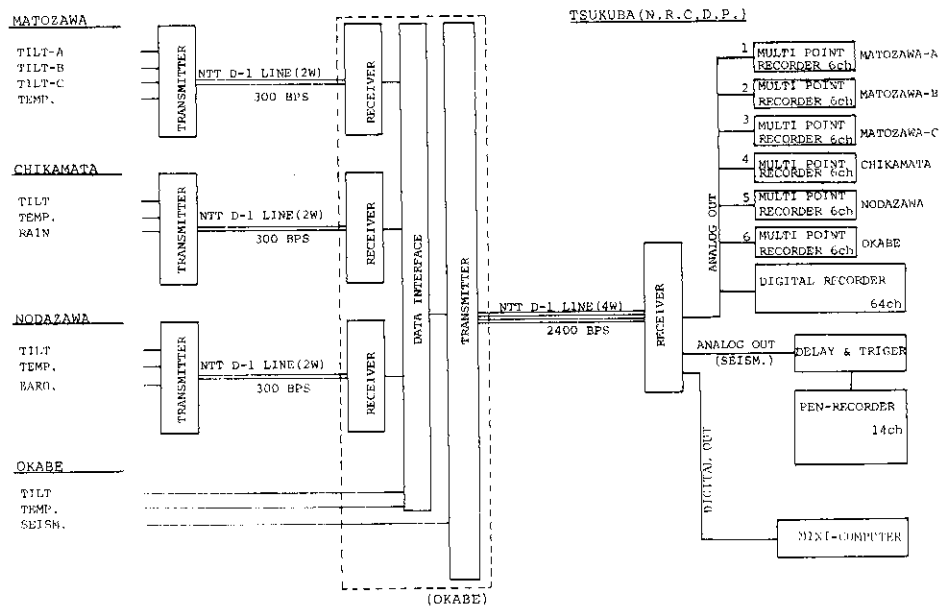 MATOZAWA
TILT-A
TILT-B
TILT-C
TEMP.
TRANSMITTER
NTT D-1 LINE(2W)
300 BPS
RECEIVER
CHIKAMATA
TILT
TEMP.
RAIN
TRANSMITTER
NTT D-1 LINE(2W)
300 BPS
RECEIVER
NODAZAWA
TILT
TEMP.
BARO.
TRANSMITTER
NTT D-1 LINE(2W)
300 BPS
RECEIVER
OKABE
TILT
TEMP.
SEISM.
DATA INTERFACE
TRANSMITTER
(OKABE)
NTT D-1 LINE(4W)
2400 BPS
RECEIVER
TSUKUBA(N.R.C.D.P.)
ANALOG OUT
1 MULTI POINT
RECORDER 6ch MATOZAWA-A
2 MULTI POINT
RECORDER 6ch MATOZAWA-B
3 MULTI POINT
RECORDER 6ch MATOZAWA-C
4 MULTI POINT
RECORDER 6ch CHIKAMATA
5 MULTI POINT
RECORDER 6ch NODAZAWA
6 MULTI POINT
RECORDER 6ch OKABE
DIGITAL RECORDER
64ch
ANALOG OUT
(SEISM.)
DELAY & TRIGER
PEN-RECORDER
14ch
DIGITAL OUT
MINI-COMPUTER